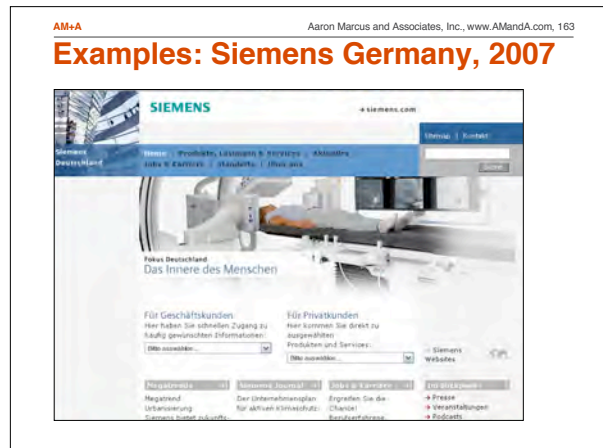 AM+A
Aaron Marcus and Associates, Inc., www.AMandA.com, 163
Examples: Siemens Germany, 2007
SIEMENS
siemens.com
Sitemap | Kontakt
Siemens
Deutschland
Home | Produkte, Lösungen & Services | Aktuelles
Jobs & Karriere | Standorte | Über uns
Fokus Deutschland
Das Innere des Menschen
Für Geschäftskunden
Hier haben Sie schnellen Zugang zu
häufig gewünschten Informationen:
Bitte auswählen...
Für Privatkunden
Hier kommen Sie direkt zu
ausgewählten
Produkten und Services:
Bitte auswählen...
Siemens
Websites
Megatrends
Megatrend
Urbanisierung
Siemens bietet zukunfts-
Siemens Journal
Der Unternehmensplan
für aktiven Klimaschutz:
Jobs & Karriere
Ergreifen Sie die
Chance!
Berufserfahrene,
Im Blickpunkt
Presse
Veranstaltungen
Podcasts